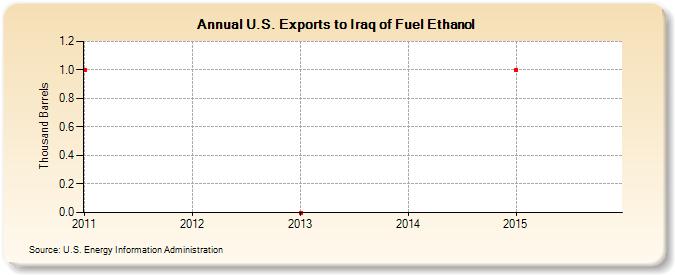 Annual U.S. Exports to Iraq of Fuel Ethanol
Thousand Barrels
1.2
1.0
0.8
0.6
0.4
0.2
0.0
2011 2012 2013 2014 2015
Source: U.S. Energy Information Administration